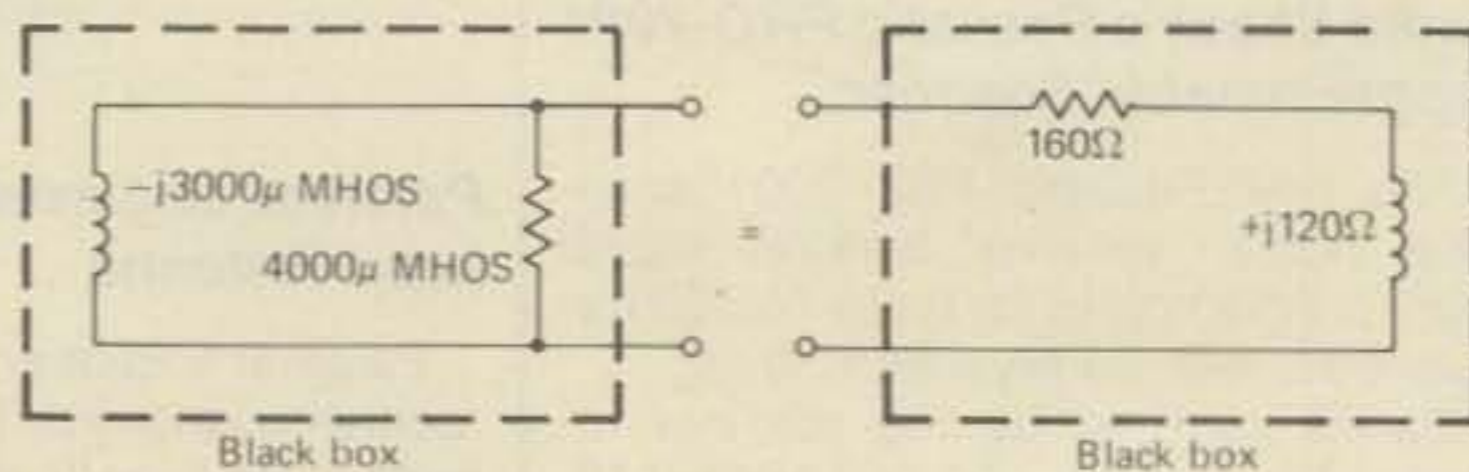 −j3000μ MHOS
4000μ MHOS
Black box
=
160Ω
+j120Ω
Black box